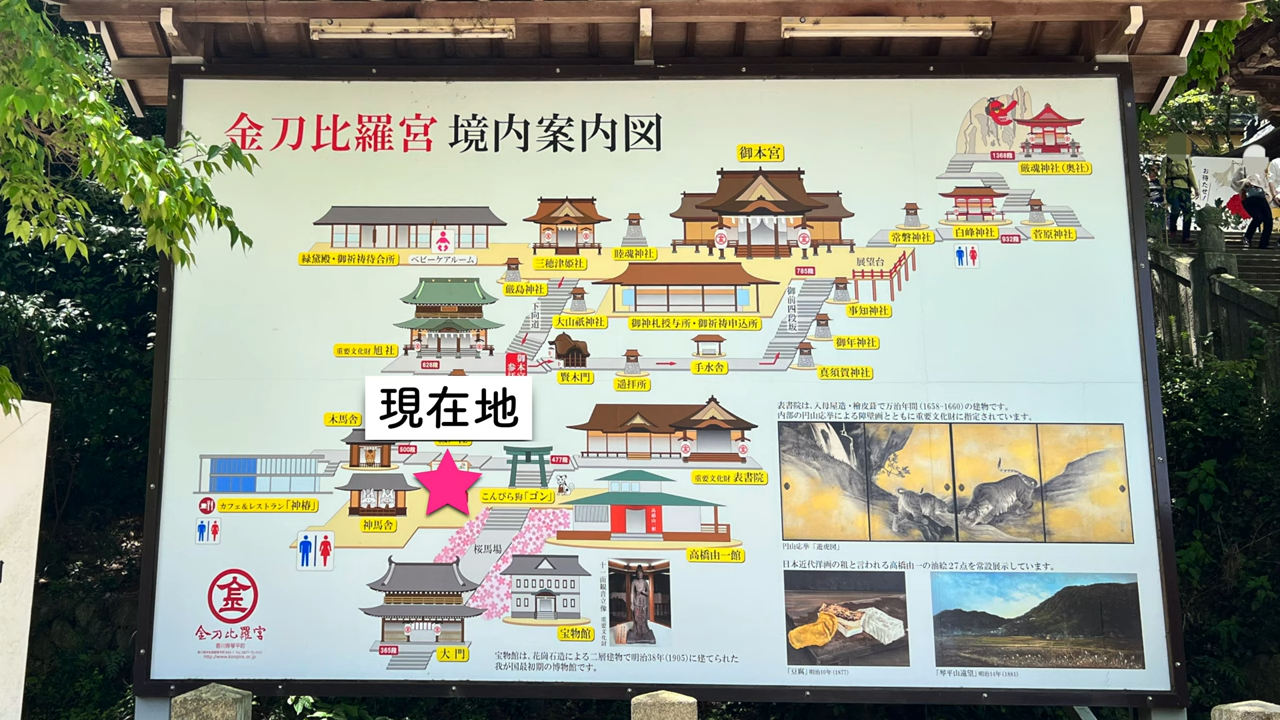 金刀比羅宮 境内案内図
御本宮
1368階
厳魂神社(奥社)
緑黛殿・御祈祷待合所
ベビーケアルーム
三穂津姫社
睦魂神社
常磐神社
白峰神社
932階
菅原神社
厳島神社
下向道
大山祇神社
御神札授与所・御祈祷申込所
785階
展望台
事知神社
御前四段坂
御年神社
真須賀神社
重要文化財 旭社
628階
賢木門
遥拝所
手水舎
現在地
木馬舎
500階
477階
重要文化財 表書院
カフェ&レストラン「神椿」
神馬舎
こんぴら狗「ゴン」
高橋由一館
桜馬場
大門
365階
宝物館
十一面観音立像 重要文化財
宝物館は、花崗石造による二層建物で明治38年(1905)に建てられた
我が国最初期の博物館です。
金刀比羅宮
表書院は、入母屋造・檜皮葺で万治年間(1658-1660)の建物です。
内部の円山応挙による障壁画とともに重要文化財に指定されています。
円山応挙「遊虎図」
日本近代洋画の祖と言われる高橋由一の油絵27点を常設展示しています。
「豆腐」明治10年(1877)
「琴平山遠望」明治14年(1881)